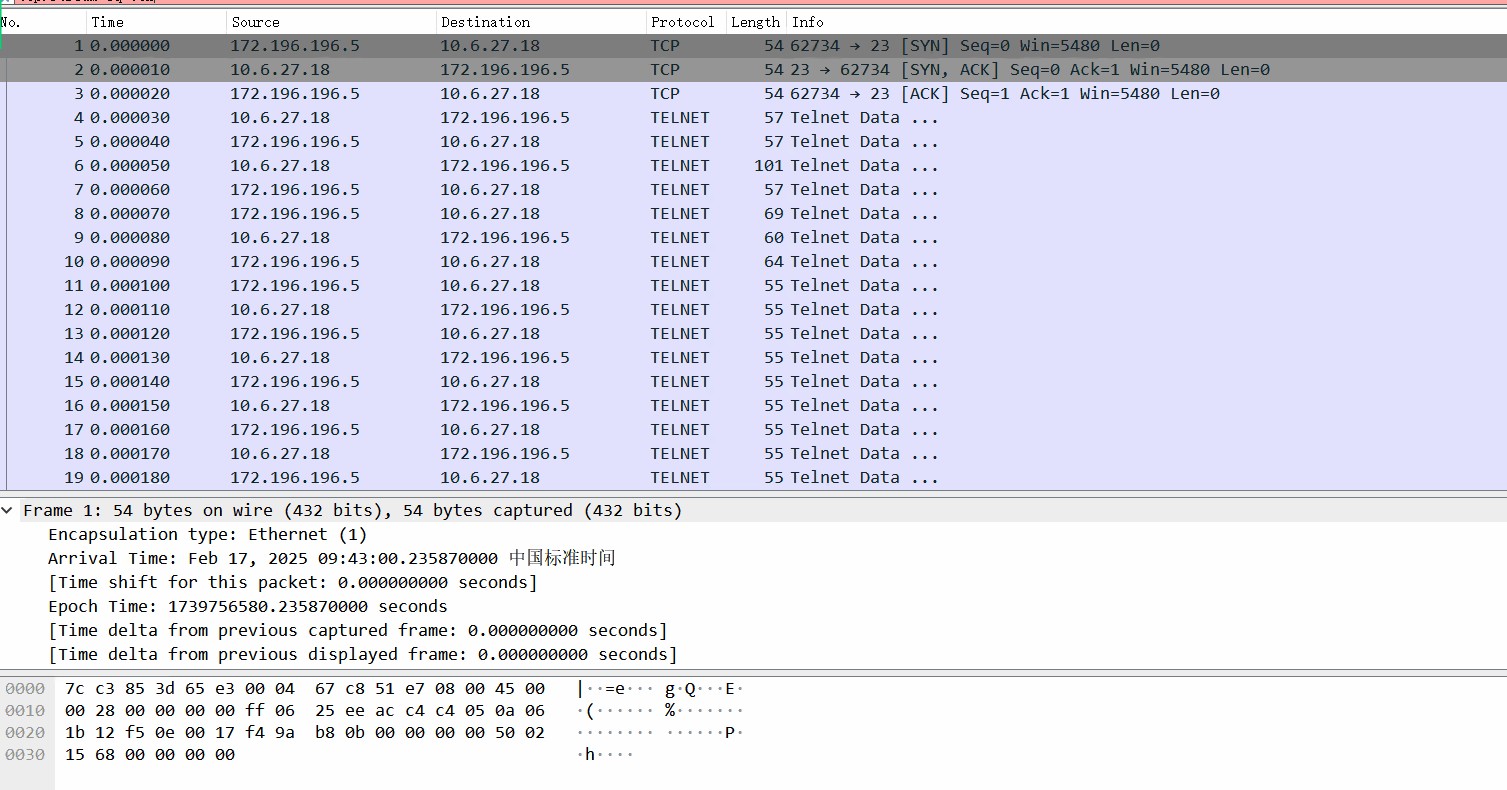 No. Time Source Destination Protocol Length Info
1 0.000000 172.196.196.5 10.6.27.18 TCP 54 62734 → 23 [SYN] Seq=0 Win=5480 Len=0
2 0.000010 10.6.27.18 172.196.196.5 TCP 54 23 → 62734 [SYN, ACK] Seq=0 Ack=1 Win=5480 Len=0
3 0.000020 172.196.196.5 10.6.27.18 TCP 54 62734 → 23 [ACK] Seq=1 Ack=1 Win=5480 Len=0
4 0.000030 10.6.27.18 172.196.196.5 TELNET 57 Telnet Data ...
5 0.000040 172.196.196.5 10.6.27.18 TELNET 57 Telnet Data ...
6 0.000050 10.6.27.18 172.196.196.5 TELNET 101 Telnet Data ...
7 0.000060 172.196.196.5 10.6.27.18 TELNET 57 Telnet Data ...
8 0.000070 172.196.196.5 10.6.27.18 TELNET 69 Telnet Data ...
9 0.000080 10.6.27.18 172.196.196.5 TELNET 60 Telnet Data ...
10 0.000090 172.196.196.5 10.6.27.18 TELNET 64 Telnet Data ...
11 0.000100 172.196.196.5 10.6.27.18 TELNET 55 Telnet Data ...
12 0.000110 10.6.27.18 172.196.196.5 TELNET 55 Telnet Data ...
13 0.000120 172.196.196.5 10.6.27.18 TELNET 55 Telnet Data ...
14 0.000130 10.6.27.18 172.196.196.5 TELNET 55 Telnet Data ...
15 0.000140 172.196.196.5 10.6.27.18 TELNET 55 Telnet Data ...
16 0.000150 10.6.27.18 172.196.196.5 TELNET 55 Telnet Data ...
17 0.000160 172.196.196.5 10.6.27.18 TELNET 55 Telnet Data ...
18 0.000170 10.6.27.18 172.196.196.5 TELNET 55 Telnet Data ...
19 0.000180 172.196.196.5 10.6.27.18 TELNET 55 Telnet Data ...
Frame 1: 54 bytes on wire (432 bits), 54 bytes captured (432 bits)
Encapsulation type: Ethernet (1)
Arrival Time: Feb 17, 2025 09:43:00.235870000 中国标准时间
[Time shift for this packet: 0.000000000 seconds]
Epoch Time: 1739756580.235870000 seconds
[Time delta from previous captured frame: 0.000000000 seconds]
[Time delta from previous displayed frame: 0.000000000 seconds]
0000 7c c3 85 3d 65 e3 00 04 67 c8 51 e7 08 00 45 00 |··=e··· g·Q···E·
0010 00 28 00 00 00 00 ff 06 25 ee ac c4 c4 05 0a 06 ·(······ %·······
0020 1b 12 f5 0e 00 17 f4 9a b8 0b 00 00 00 00 50 02 ········ ······P·
0030 15 68 00 00 00 00 ·h····